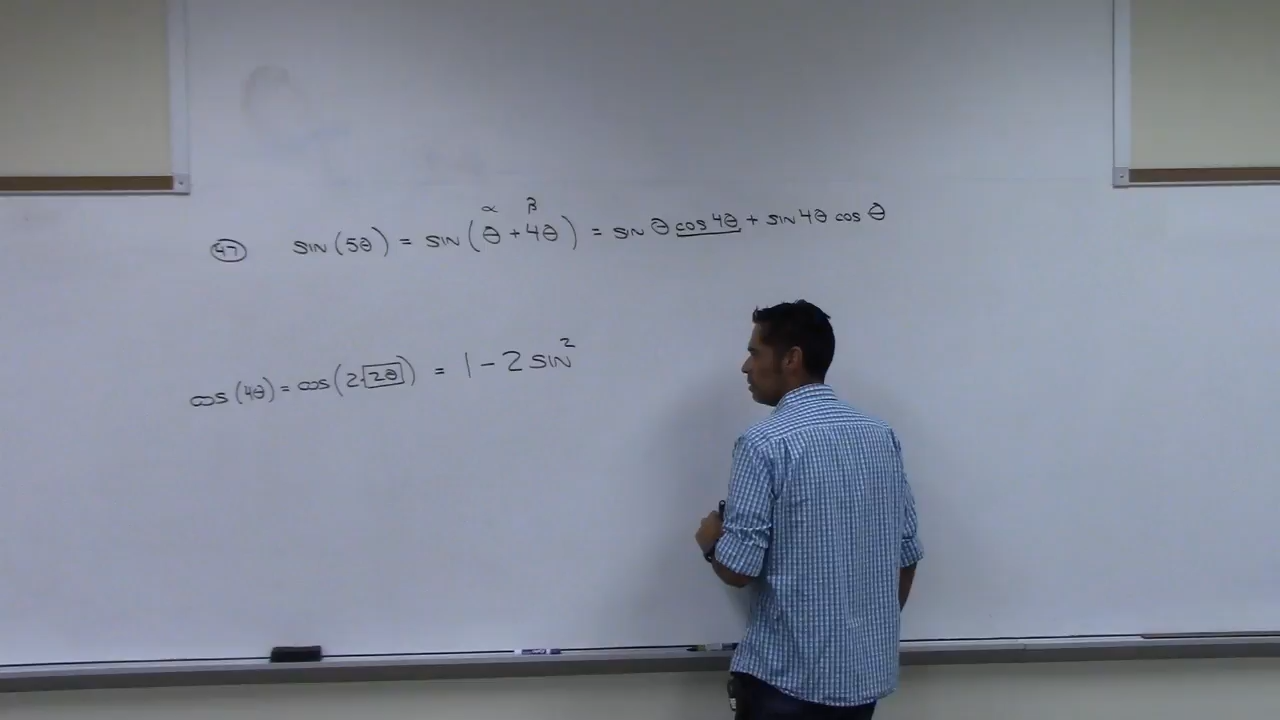 α β
47 sin(5θ) = sin(θ + 4θ) = sin θ cos 4θ + sin 4θ cos θ
cos(4θ) = cos(2·2θ) = 1 - 2 sin²